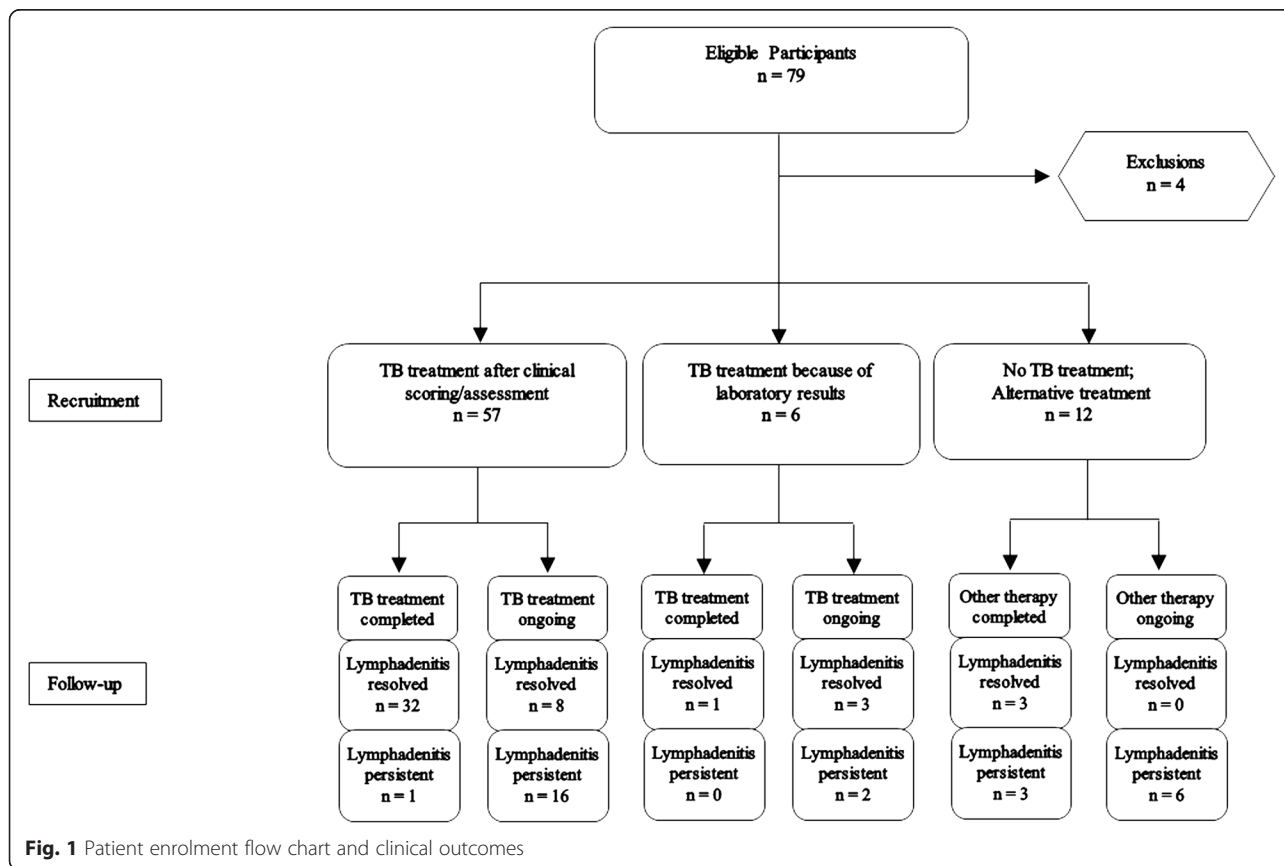 Eligible Participants
n = 79
Exclusions
n = 4
Recruitment
TB treatment after clinical
scoring/assessment
n = 57
TB treatment because of
laboratory results
n = 6
No TB treatment;
Alternative treatment
n = 12
Follow-up
TB treatment
completed
Lymphadenitis
resolved
n = 32
Lymphadenitis
persistent
n = 1
TB treatment
ongoing
Lymphadenitis
resolved
n = 8
Lymphadenitis
persistent
n = 16
TB treatment
completed
Lymphadenitis
resolved
n = 1
Lymphadenitis
persistent
n = 0
TB treatment
ongoing
Lymphadenitis
resolved
n = 3
Lymphadenitis
persistent
n = 2
Other therapy
completed
Lymphadenitis
resolved
n = 3
Lymphadenitis
persistent
n = 3
Other therapy
ongoing
Lymphadenitis
resolved
n = 0
Lymphadenitis
persistent
n = 6
Fig. 1 Patient enrolment flow chart and clinical outcomes